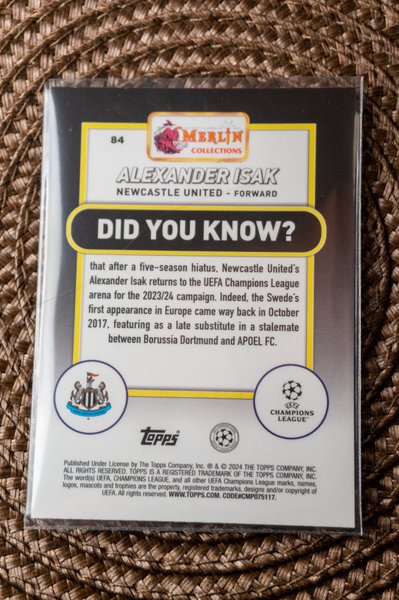 84
MERLIN
COLLECTIONS
ALEXANDER ISAK
NEWCASTLE UNITED - FORWARD
DID YOU KNOW?
that after a five-season hiatus, Newcastle United's
Alexander Isak returns to the UEFA Champions League
arena for the 2023/24 campaign. Indeed, the Swede's
first appearance in Europe came way back in October
2017, featuring as a late substitute in a stalemate
between Borussia Dortmund and APOEL FC.
UEFA
CHAMPIONS
LEAGUE
topps
Published Under License by The Topps Company, Inc. ® & © 2024 THE TOPPS COMPANY, INC.
ALL RIGHTS RESERVED. TOPPS IS A REGISTERED TRADEMARK OF THE TOPPS COMPANY, INC.
The word(s) UEFA, CHAMPIONS LEAGUE, and all other UEFA Champions League marks, names,
logos, mascots and trophies are the property, registered trademarks, designs and/or copyright of
UEFA. All rights reserved. WWW.TOPPS.COM. CODE#CMP075117.